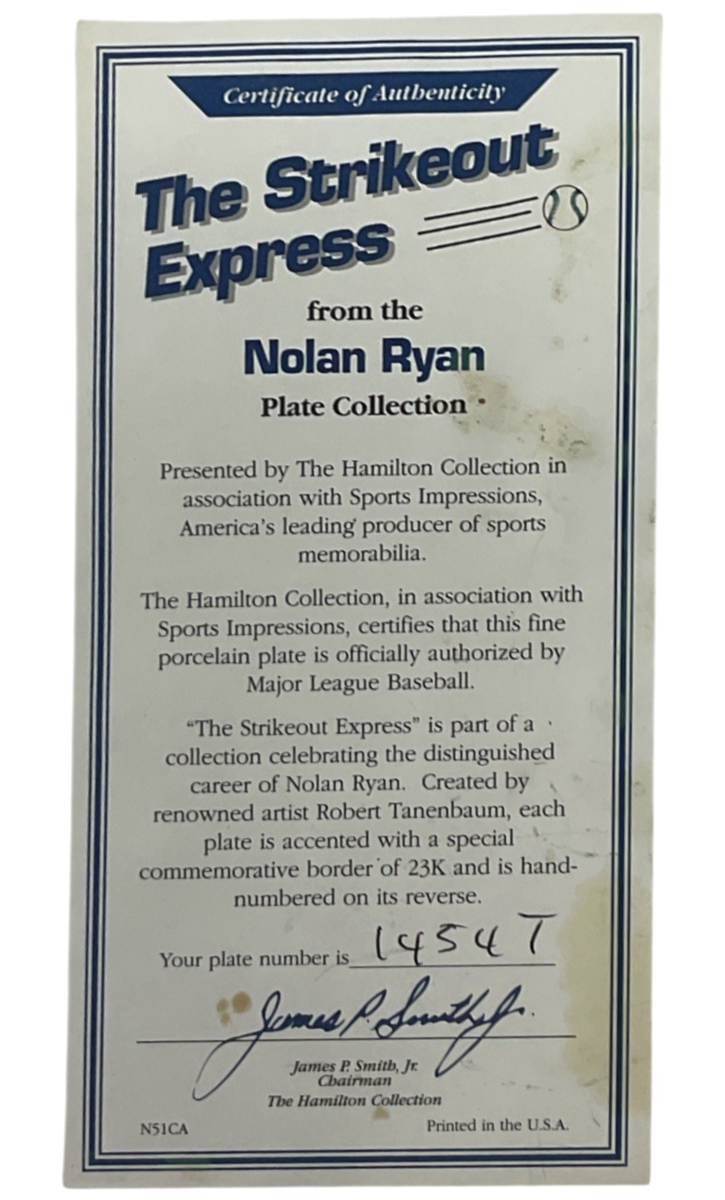 Certificate of Authenticity
The Strikeout
Express
from the
Nolan Ryan
Plate Collection
Presented by The Hamilton Collection in
association with Sports Impressions,
America's leading producer of sports
memorabilia.
The Hamilton Collection, in association with
Sports Impressions, certifies that this fine
porcelain plate is officially authorized by
Major League Baseball.
“The Strikeout Express” is part of a
collection celebrating the distinguished
career of Nolan Ryan. Created by
renowned artist Robert Tanenbaum, each
plate is accented with a special
commemorative border of 23K and is hand-
numbered on its reverse.
Your plate number is 1454T
James P. Smith, Jr.
James P. Smith, Jr.
Chairman
The Hamilton Collection
N51CA Printed in the U.S.A.